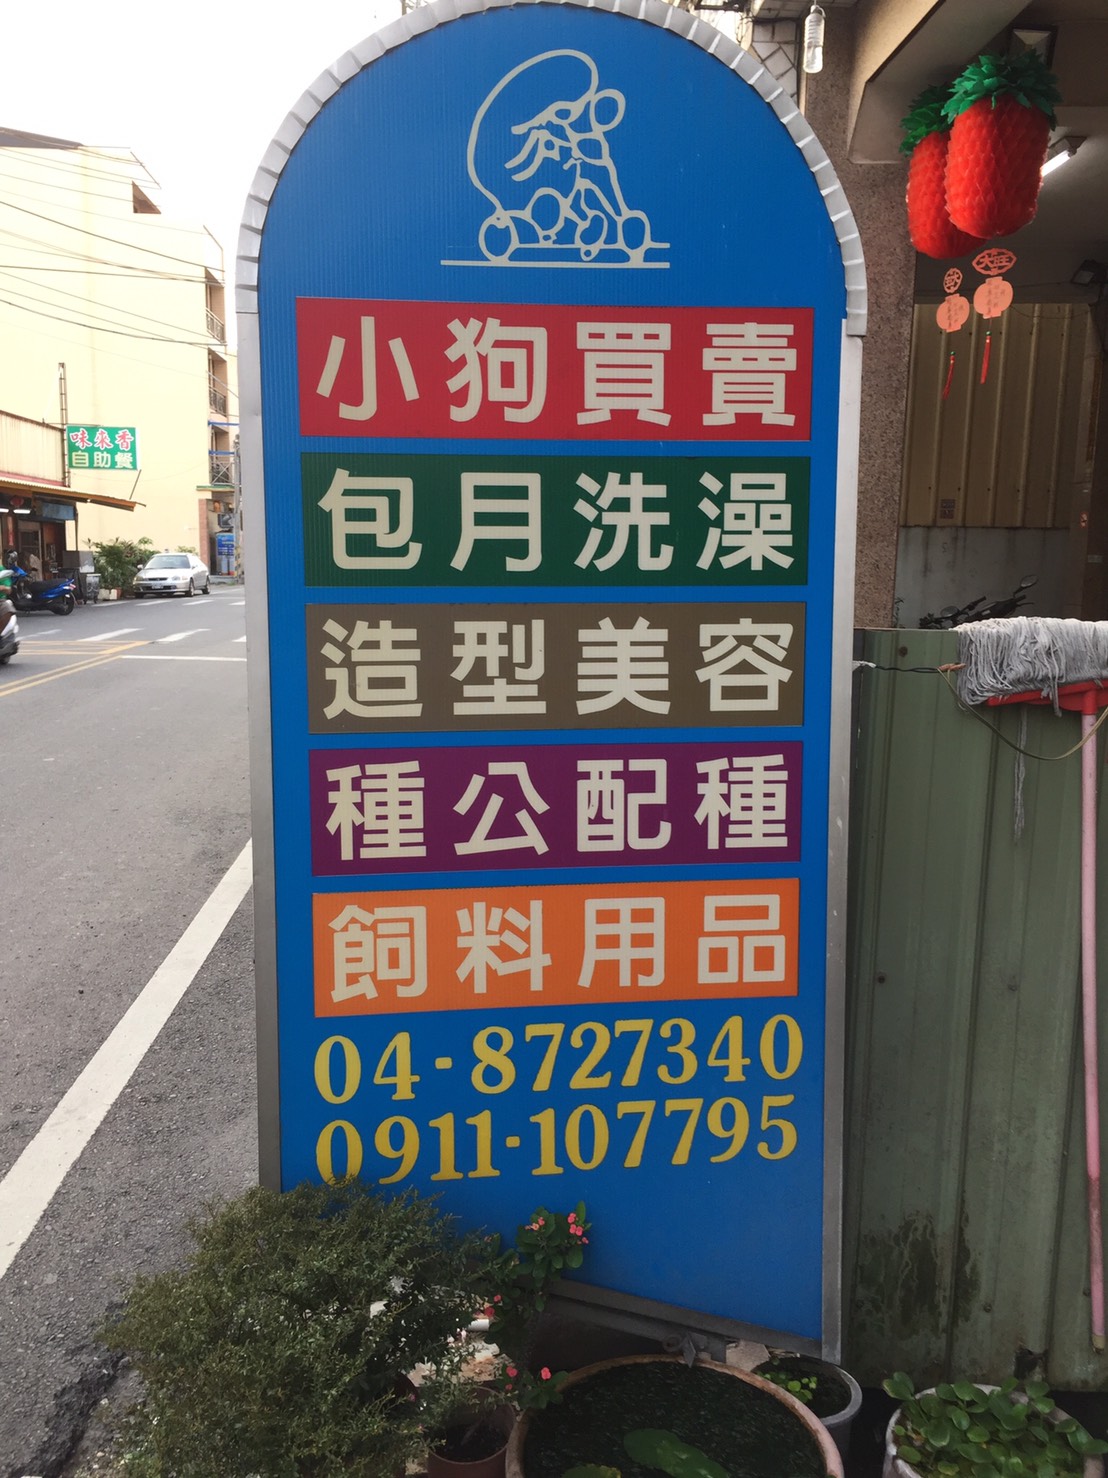 小狗買賣
包月洗澡
造型美容
種公配種
飼料用品
04-8727340
0911-107795
味來香
自助餐